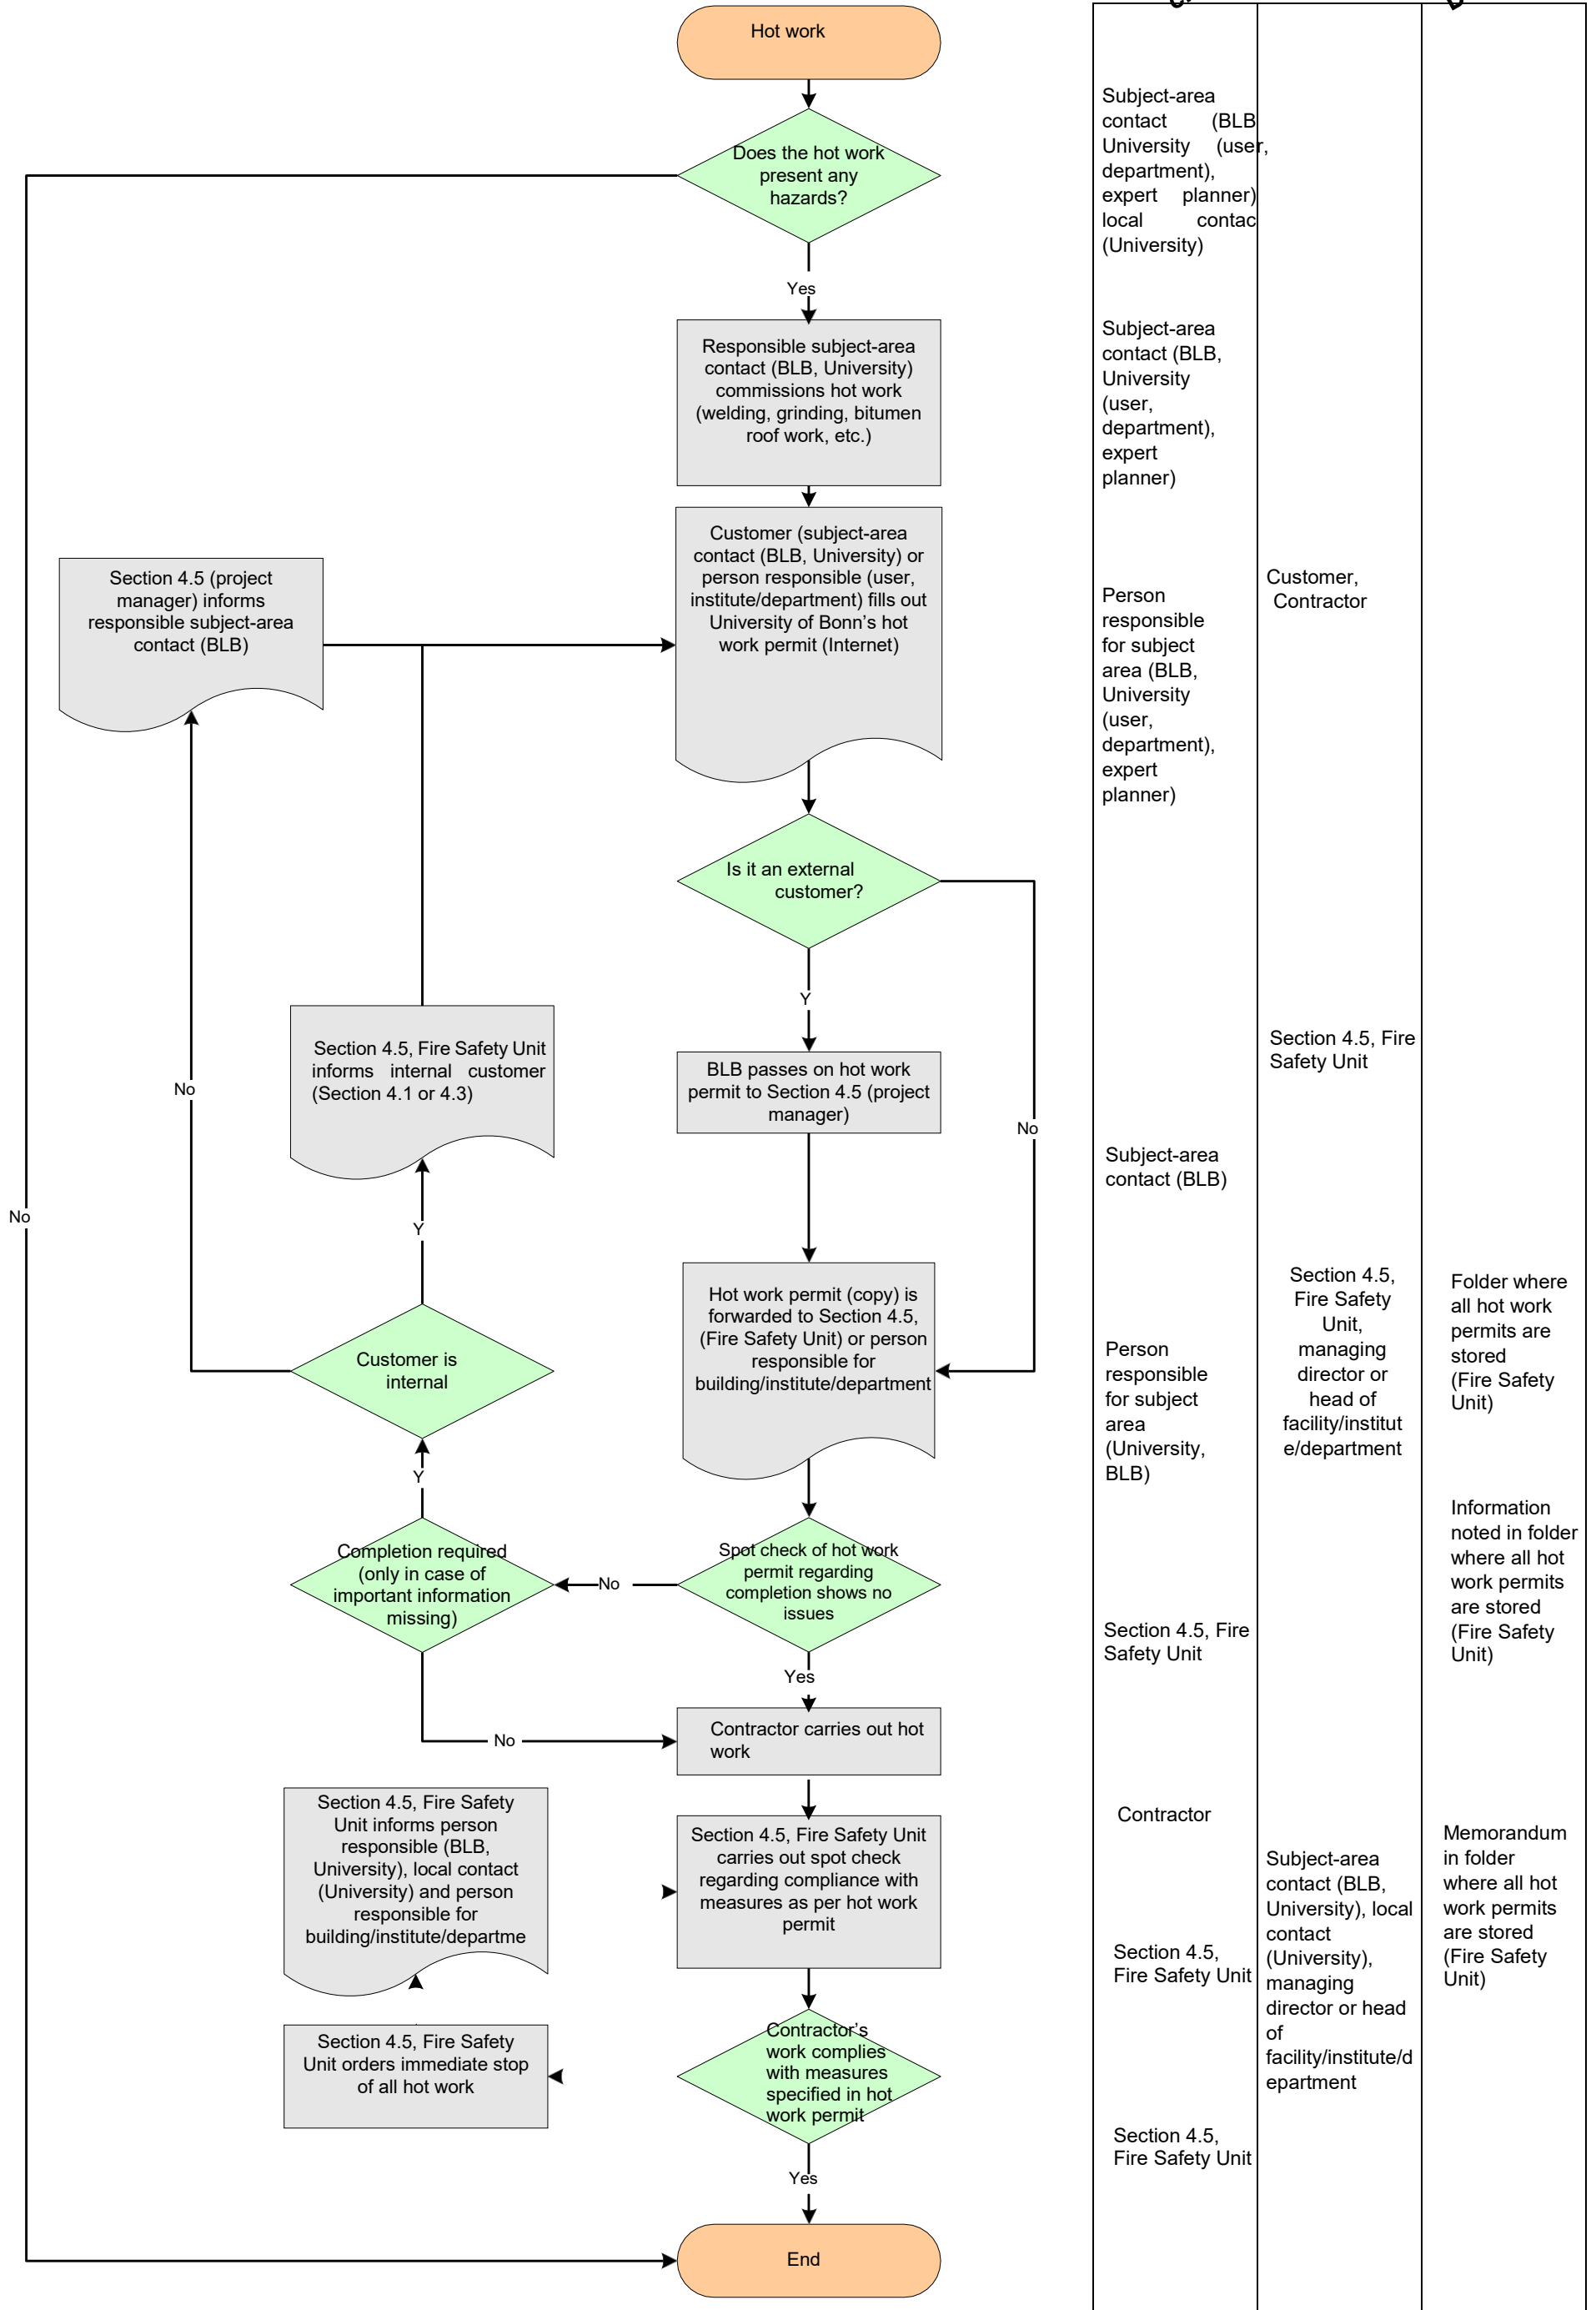 Hot work
Does the hot work
present any
hazards?
Yes
Responsible subject-area
contact (BLB, University)
commissions hot work
(welding, grinding, bitumen
roof work, etc.)
Customer (subject-area
contact (BLB, University) or
person responsible (user,
institute/department) fills out
University of Bonn's hot
work permit (Internet)
Section 4.5 (project
manager) informs
responsible subject-area
contact (BLB)
Is it an external
customer?
Y
No
BLB passes on hot work
permit to Section 4.5 (project
manager)
Section 4.5, Fire Safety Unit
informs internal customer
(Section 4.1 or 4.3)
No
No
Y
Hot work permit (copy) is
forwarded to Section 4.5,
(Fire Safety Unit) or person
responsible for
building/institute/department
Customer is
internal
Y
Completion required
(only in case of
important information
missing)
No
Spot check of hot work
permit regarding
completion shows no
issues
Yes
No
Contractor carries out hot
work
Section 4.5, Fire Safety
Unit informs person
responsible (BLB,
University), local contact
(University) and person
responsible for
building/institute/departme
Section 4.5, Fire Safety Unit
carries out spot check
regarding compliance with
measures as per hot work
permit
Section 4.5, Fire Safety
Unit orders immediate stop
of all hot work
Contractor's
work complies
with measures
specified in hot
work permit
Yes
End
Subject-area
contact (BLB
University (user,
department),
expert planner)
local contac
(University)
Subject-area
contact (BLB,
University
(user,
department),
expert
planner)
Person
responsible
for subject
area (BLB,
University
(user,
department),
expert
planner)
Subject-area
contact (BLB)
Person
responsible
for subject
area
(University,
BLB)
Section 4.5, Fire
Safety Unit
Contractor
Section 4.5,
Fire Safety Unit
Section 4.5,
Fire Safety Unit
Customer,
Contractor
Section 4.5, Fire
Safety Unit
Section 4.5,
Fire Safety
Unit,
managing
director or
head of
facility/institut
e/department
Subject-area
contact (BLB,
University), local
contact
(University),
managing
director or head
of
facility/institute/d
epartment
Folder where
all hot work
permits are
stored
(Fire Safety
Unit)
Information
noted in folder
where all hot
work permits
are stored
(Fire Safety
Unit)
Memorandum
in folder
where all hot
work permits
are stored
(Fire Safety
Unit)